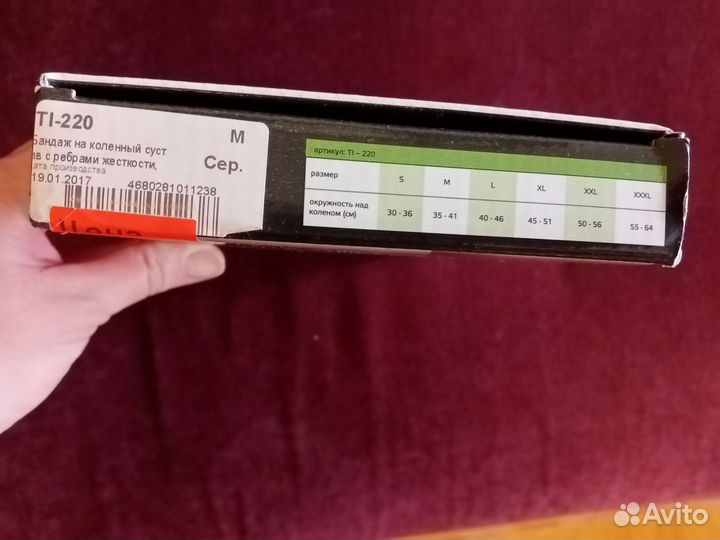 TI-220
M
Бандаж на коленный суст
ав с ребрами жесткости,
Сер.
ата производства
19.01.2017
4680281011238
Цена
артикул: TI – 220
размер S M L XL XXL XXXL
окружность над
коленом (см) 30 - 36 35 - 41 40 - 46 45 - 51 50 - 56 55 - 64
Avito